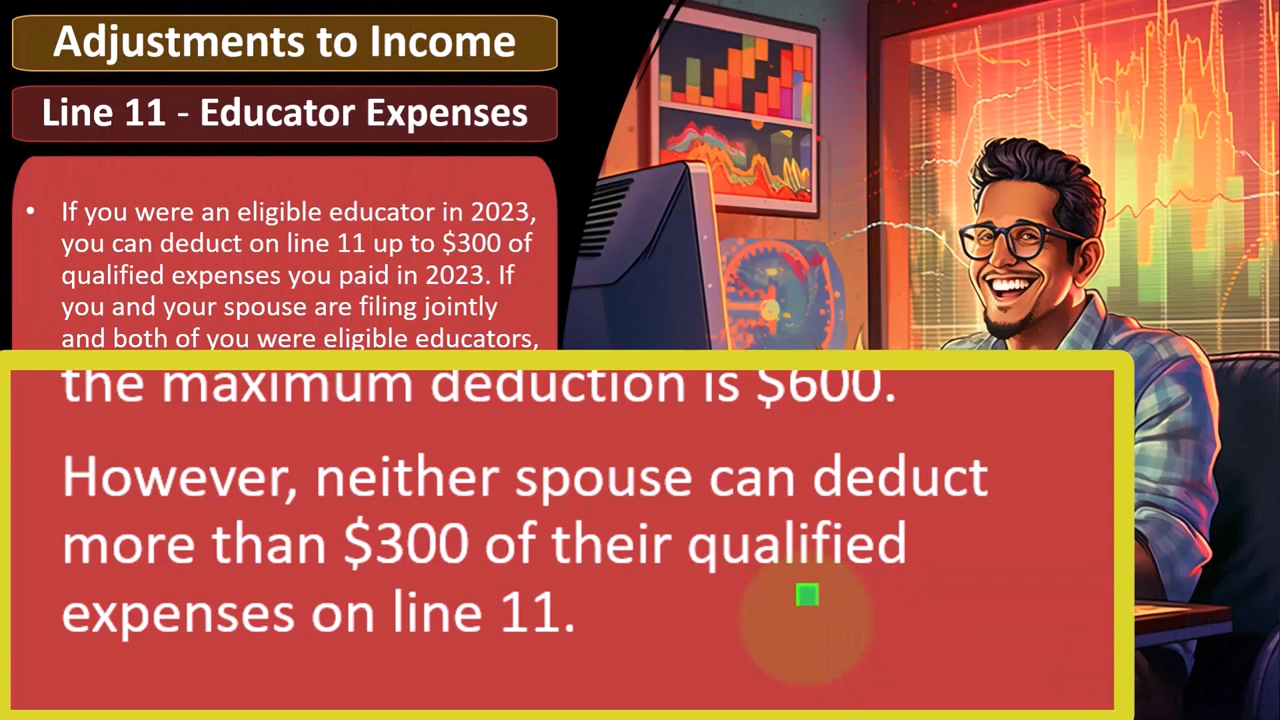 Adjustments to Income
Line 11 - Educator Expenses
• If you were an eligible educator in 2023,
you can deduct on line 11 up to $300 of
qualified expenses you paid in 2023. If
you and your spouse are filing jointly
and both of you were eligible educators,
the maximum deduction is $600.
However, neither spouse can deduct
more than $300 of their qualified
expenses on line 11.